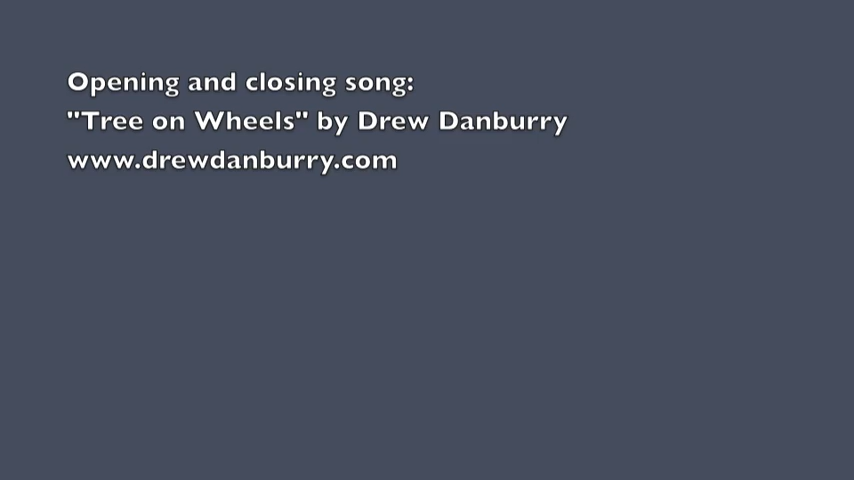 Opening and closing song:
"Tree on Wheels" by Drew Danburry
www.drewdanburry.com